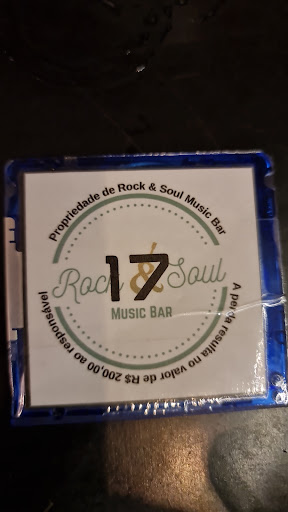 Propriedade de Rock & Soul Music Bar
Rock & Soul
17
MUSIC BAR
A perda resulta no valor de R$ 200,00 ao responsável